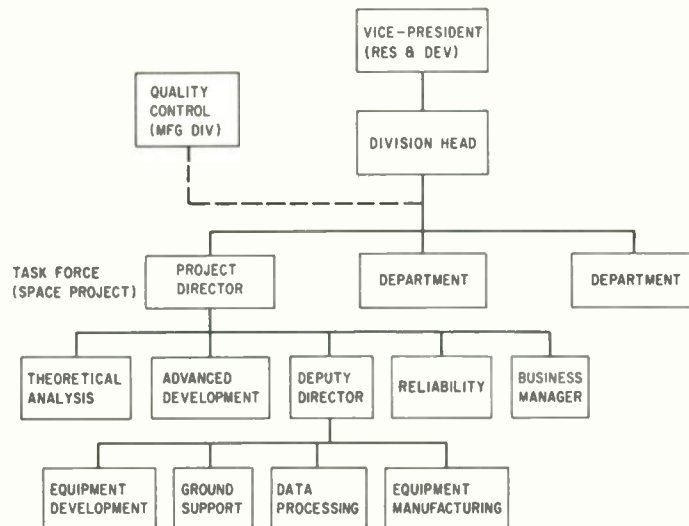 VICE-PRESIDENT
(RES & DEV)
QUALITY
CONTROL
(MFG DIV)
DIVISION HEAD
TASK FORCE
(SPACE PROJECT)
PROJECT
DIRECTOR
DEPARTMENT
DEPARTMENT
THEORETICAL
ANALYSIS
ADVANCED
DEVELOPMENT
DEPUTY
DIRECTOR
RELIABILITY
BUSINESS
MANAGER
EQUIPMENT
DEVELOPMENT
GROUND
SUPPORT
DATA
PROCESSING
EQUIPMENT
MANUFACTURING